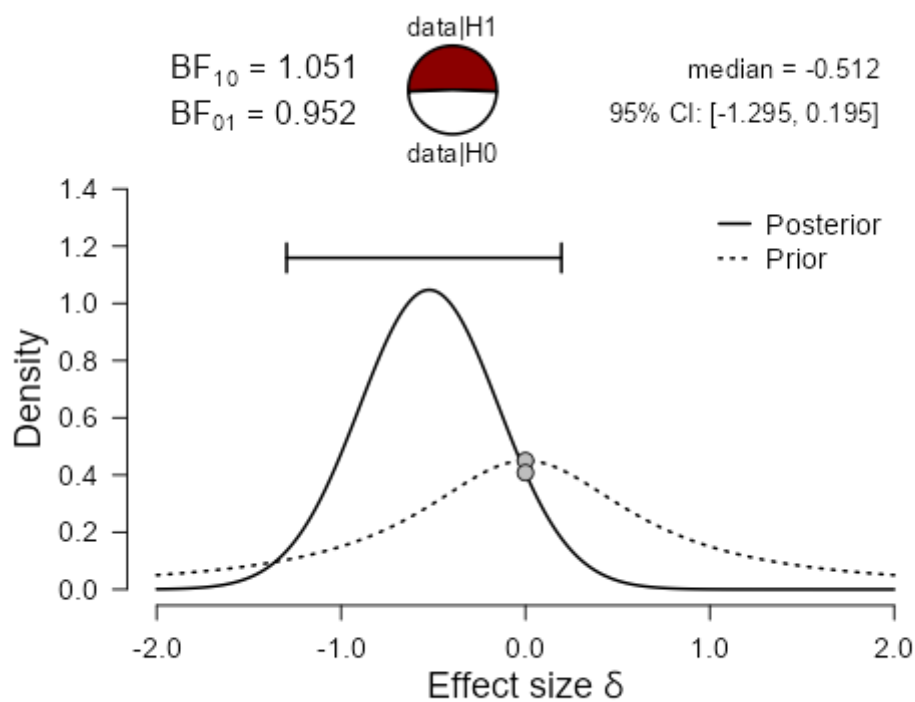 data|H1
BF₁₀ = 1.051
BF₀₁ = 0.952
median = -0.512
95% CI: [-1.295, 0.195]
data|H0
Posterior
Prior
Density
1.4
1.2
1.0
0.8
0.6
0.4
0.2
0.0
-2.0 -1.0 0.0 1.0 2.0
Effect size δ